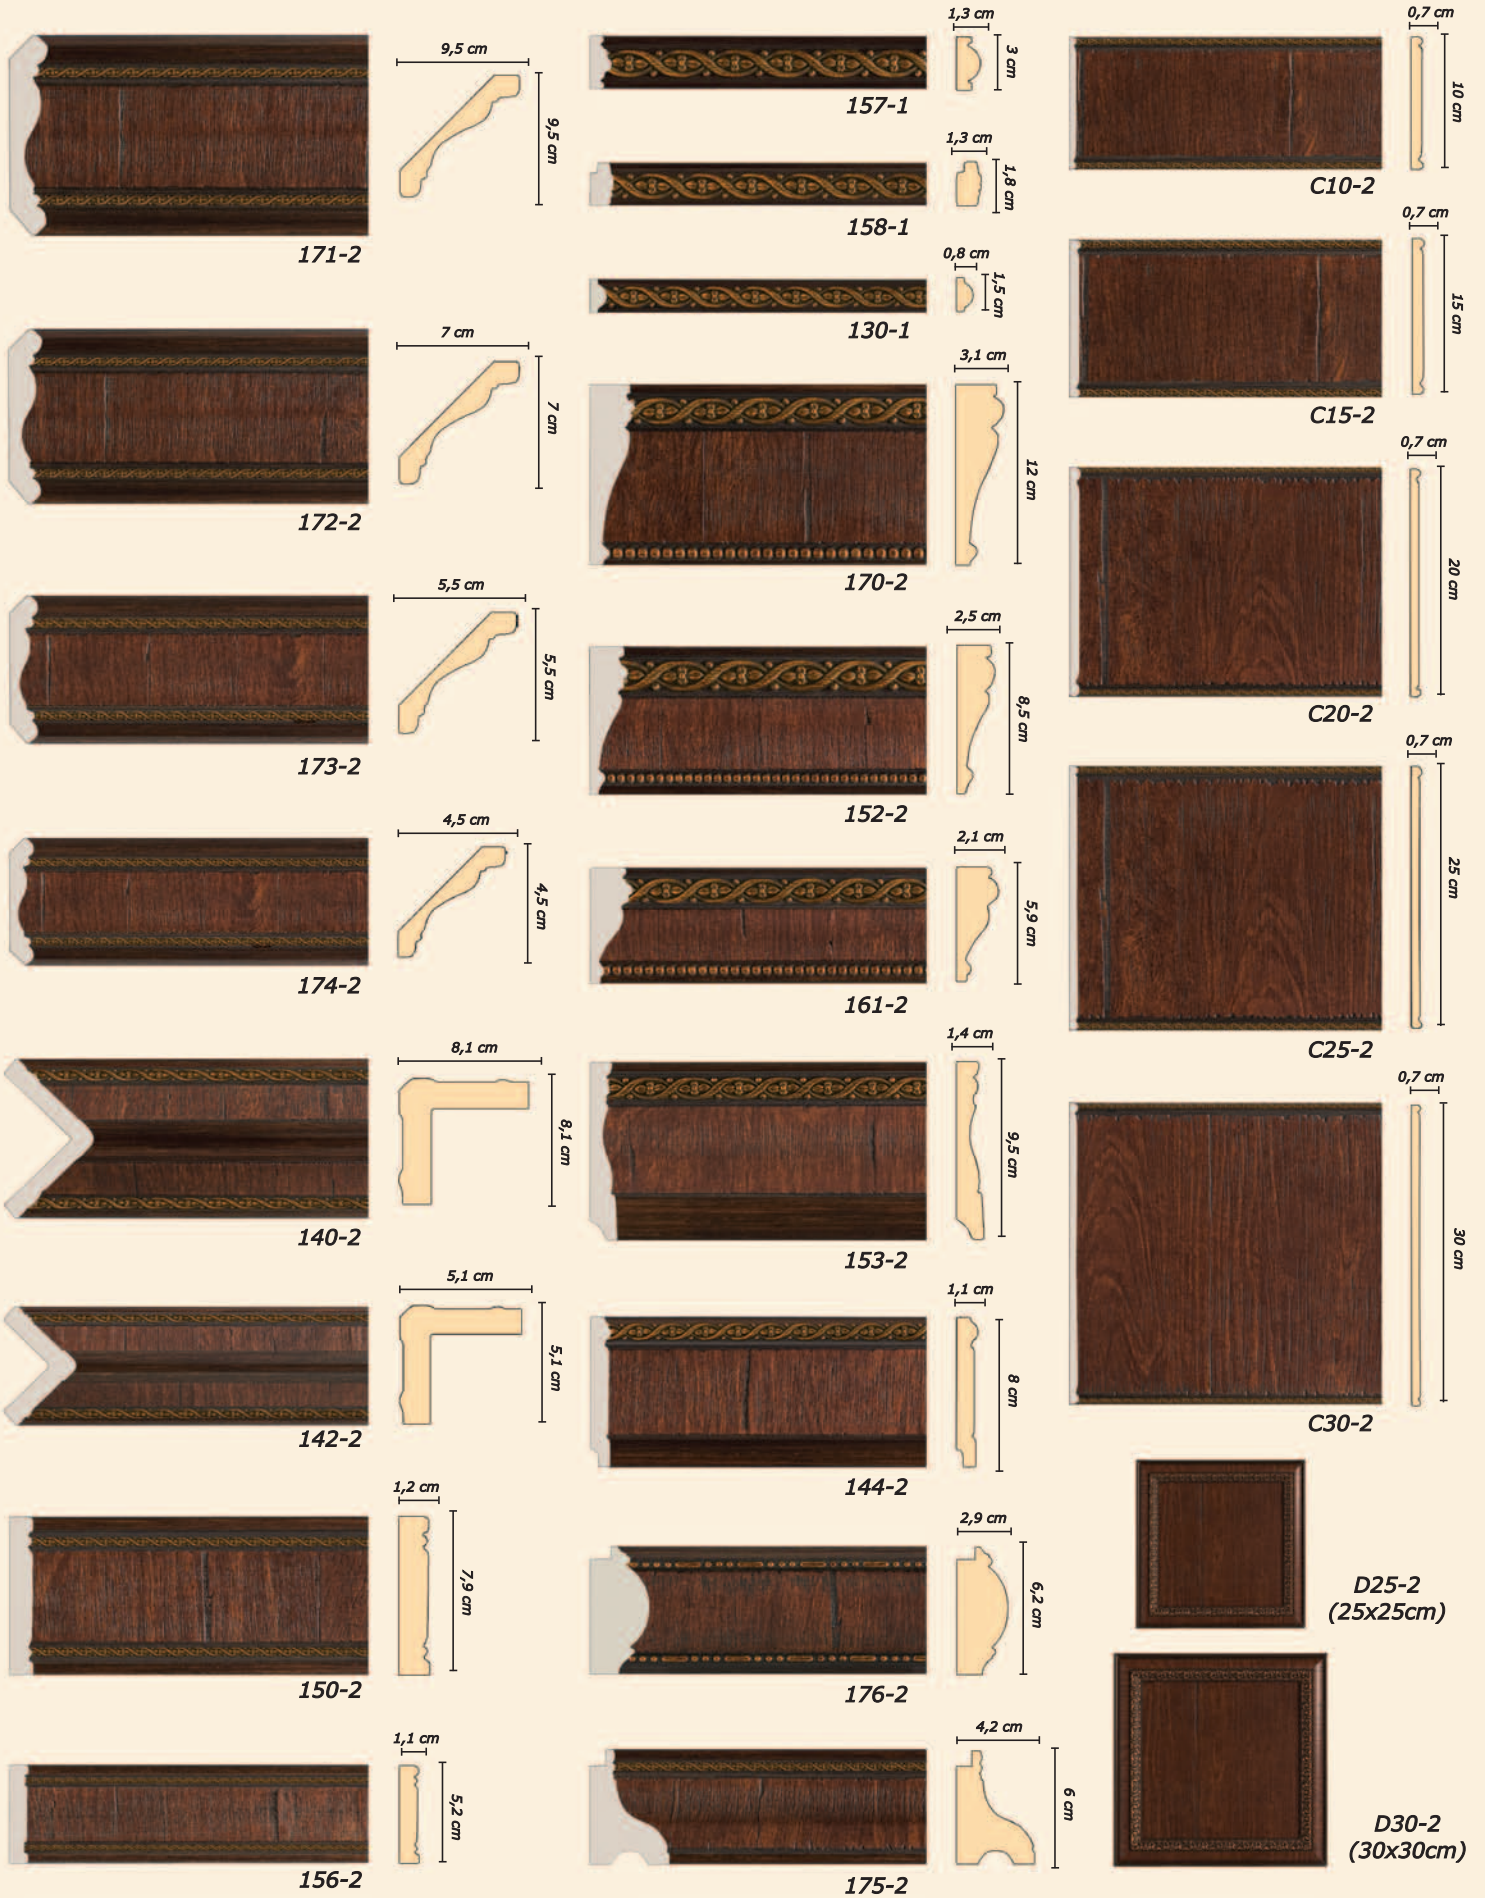 9,5 cm
9,5 cm
171-2
7 cm
7 cm
172-2
5,5 cm
5,5 cm
173-2
4,5 cm
4,5 cm
174-2
8,1 cm
8,1 cm
140-2
5,1 cm
5,1 cm
142-2
1,2 cm
7,9 cm
150-2
1,1 cm
5,2 cm
156-2
1,3 cm
3 cm
157-1
1,3 cm
1,8 cm
158-1
0,8 cm
1,5 cm
130-1
3,1 cm
12 cm
170-2
2,5 cm
8,5 cm
152-2
2,1 cm
5,9 cm
161-2
1,4 cm
9,5 cm
153-2
1,1 cm
8 cm
144-2
2,9 cm
6,2 cm
176-2
4,2 cm
6 cm
175-2
0,7 cm
10 cm
C10-2
0,7 cm
15 cm
C15-2
0,7 cm
20 cm
C20-2
0,7 cm
25 cm
C25-2
0,7 cm
30 cm
C30-2
D25-2
(25x25cm)
D30-2
(30x30cm)